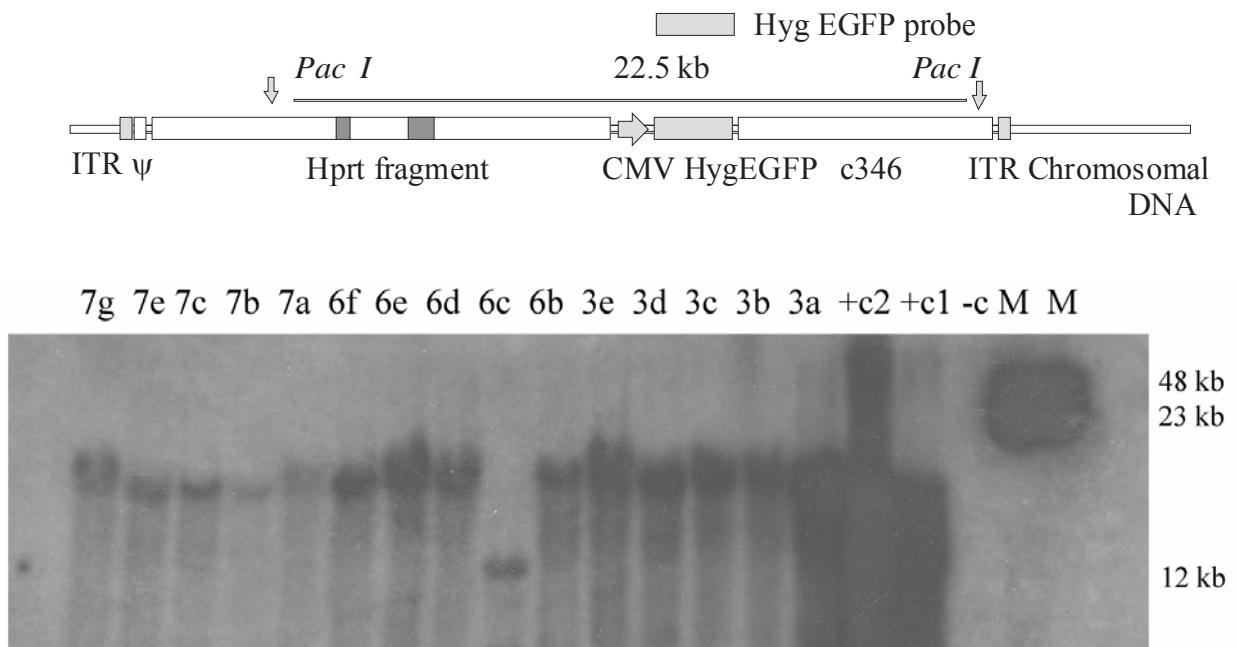 Hyg EGFP probe
Pac I 22.5 kb Pac I
ITR ψ Hprt fragment CMV HygEGFP c346 ITR Chromosomal
DNA
7g 7e 7c 7b 7a 6f 6e 6d 6c 6b 3e 3d 3c 3b 3a +c2 +c1 -c M M
48 kb
23 kb
12 kb